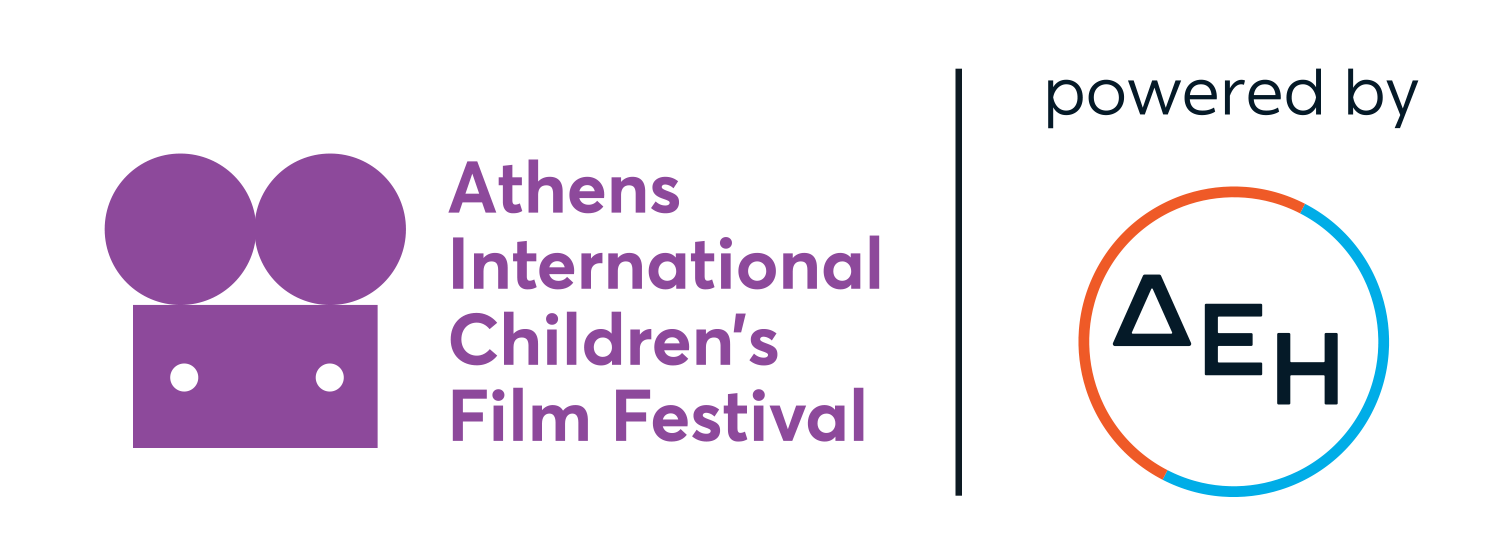 Athens
International
Children's
Film Festival
powered by
ΔΕΗ